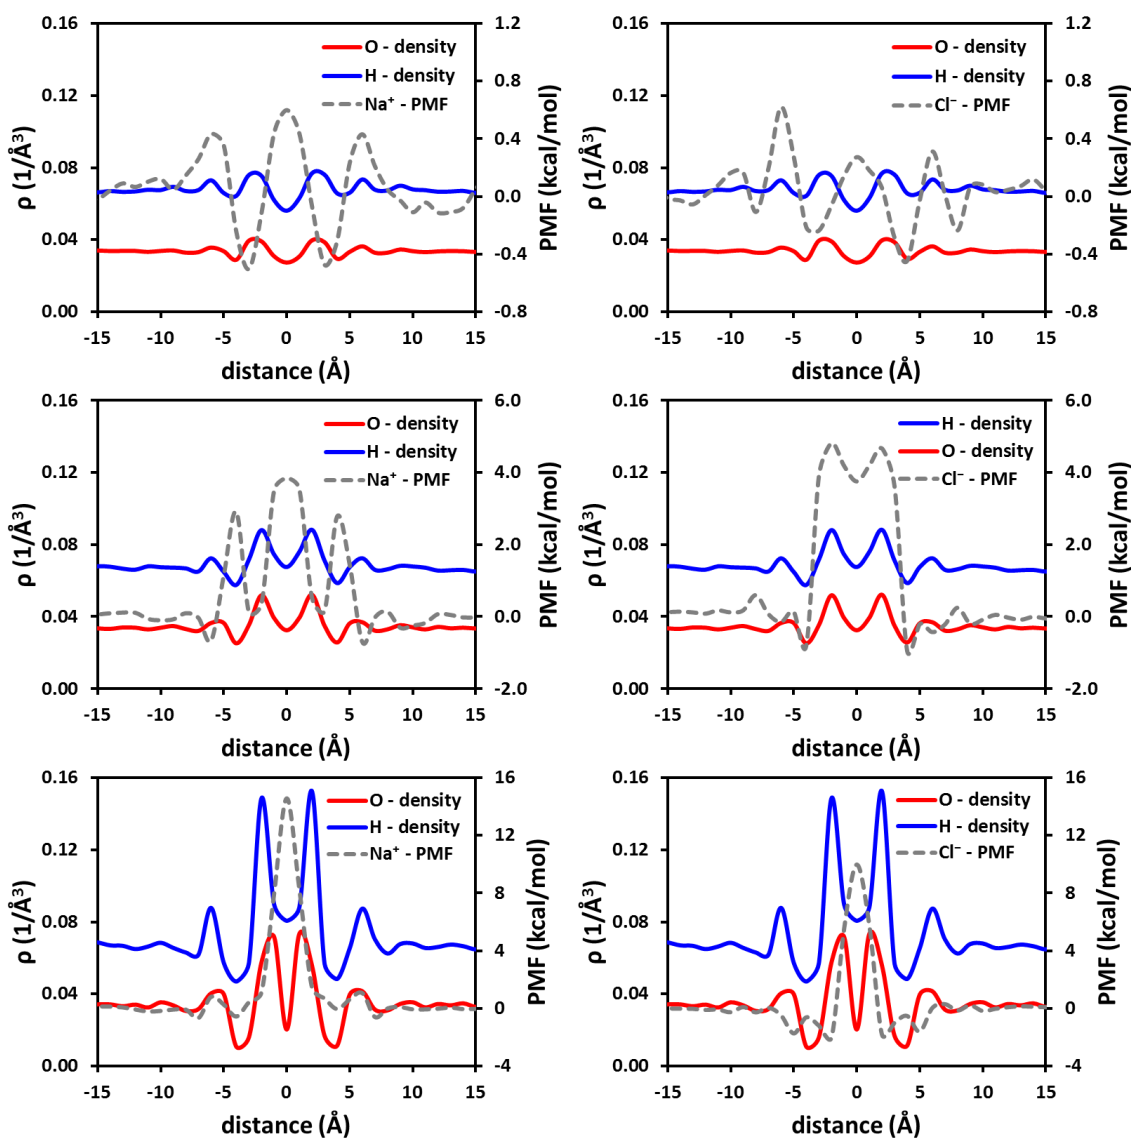 0.16 1.2
O - density
H - density
Na⁺ - PMF
0.12 0.8
0.08 0.4
0.04 0.0
0.00 -0.4
-0.8
ρ (1/Å³)
PMF (kcal/mol)
-15 -10 -5 0 5 10 15
distance (Å)
0.16 1.2
O - density
H - density
Cl⁻ - PMF
0.12 0.8
0.08 0.4
0.04 0.0
0.00 -0.4
-0.8
ρ (1/Å³)
PMF (kcal/mol)
-15 -10 -5 0 5 10 15
distance (Å)
0.16 6.0
O - density
H - density
Na⁺ - PMF
0.12 4.0
0.08 2.0
0.04 0.0
0.00 -2.0
ρ (1/Å³)
PMF (kcal/mol)
-15 -10 -5 0 5 10 15
distance (Å)
0.16 6.0
H - density
O - density
Cl⁻ - PMF
0.12 4.0
0.08 2.0
0.04 0.0
0.00 -2.0
ρ (1/Å³)
PMF (kcal/mol)
-15 -10 -5 0 5 10 15
distance (Å)
0.16 16
O - density
H - density
Na⁺ - PMF
0.12 12
0.08 8
0.04 4
0.00 0
-4
ρ (1/Å³)
PMF (kcal/mol)
-15 -10 -5 0 5 10 15
distance (Å)
0.16 16
O - density
H - density
Cl⁻ - PMF
0.12 12
0.08 8
0.04 4
0.00 0
-4
ρ (1/Å³)
PMF (kcal/mol)
-15 -10 -5 0 5 10 15
distance (Å)